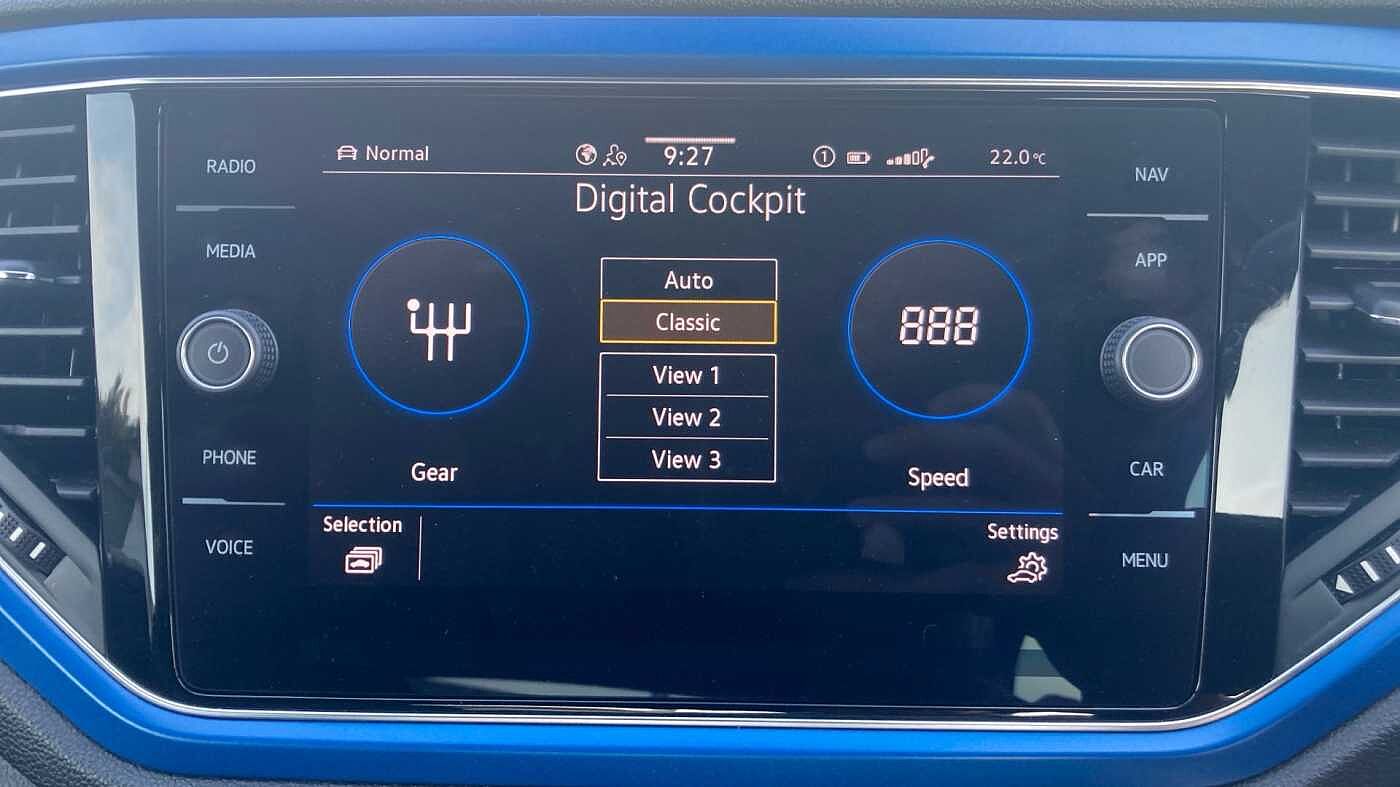 RADIO
MEDIA
PHONE
VOICE
Normal
9:27
1
22.0°C
Digital Cockpit
Auto
Classic
View 1
View 2
View 3
Gear
888
Speed
Selection
Settings
NAV
APP
CAR
MENU